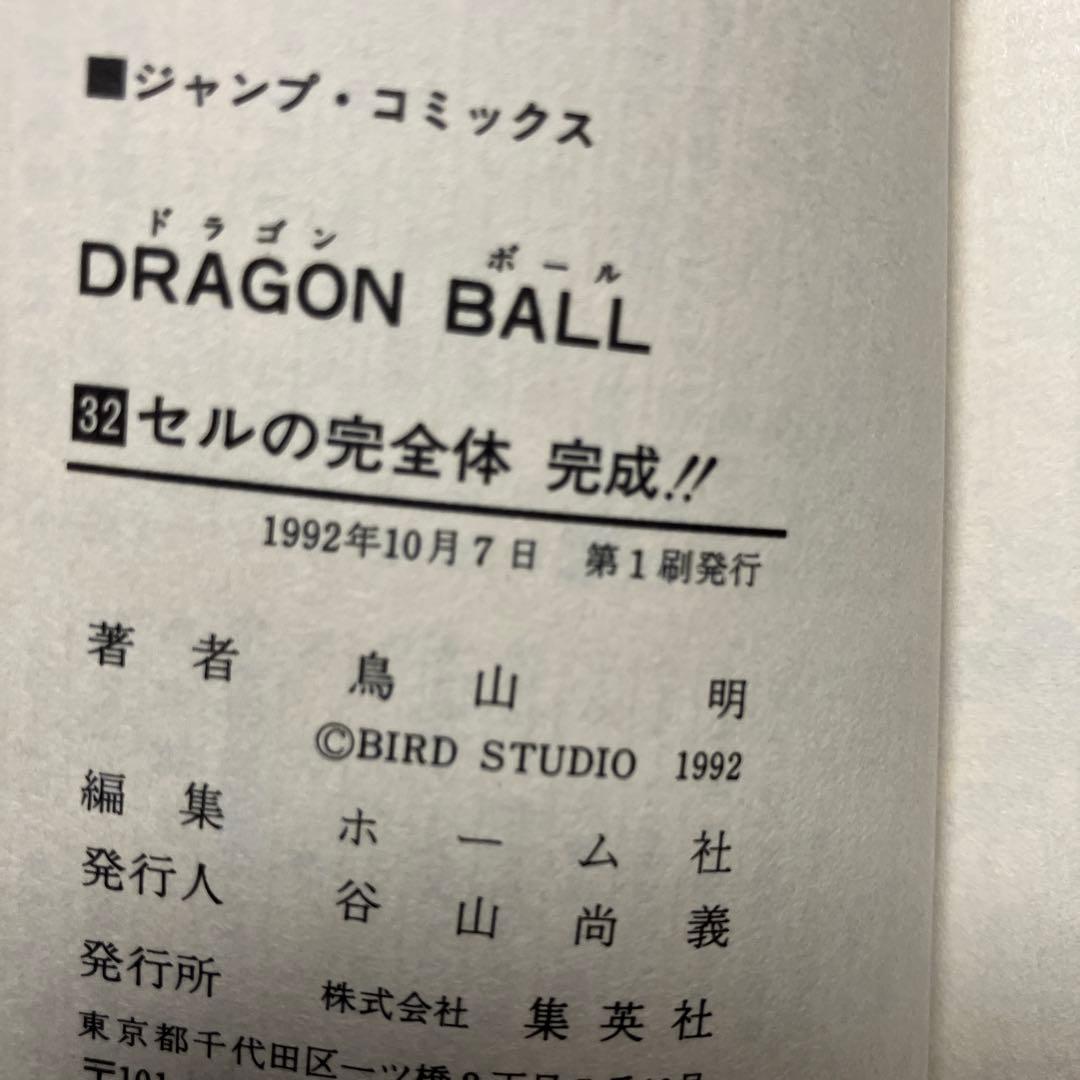 ■ジャンプ・コミックス
ドラゴン ボール
DRAGON BALL
32 セルの完全体 完成!!
1992年10月7日 第1刷発行
著者 鳥山 明
©BIRD STUDIO 1992
編集 ホーム社
発行人 谷山尚義
発行所 株式会社 集英社
東京都千代田区一ツ橋
〒101